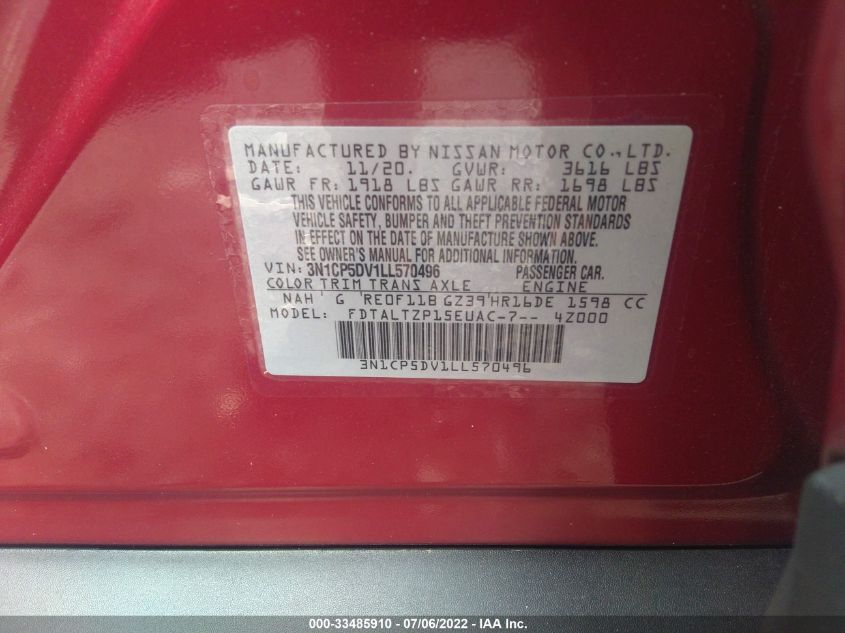 MANUFACTURED BY NISSAN MOTOR CO.,LTD.
DATE: 11/20. GVWR: 3616 LBS
GAWR FR: 1918 LBS GAWR RR: 1698 LBS
THIS VEHICLE CONFORMS TO ALL APPLICABLE FEDERAL MOTOR
VEHICLE SAFETY, BUMPER AND THEFT PREVENTION STANDARDS
IN EFFECT ON THE DATE OF MANUFACTURE SHOWN ABOVE.
SEE OWNER'S MANUAL FOR ADDITIONAL INFORMATION.
VIN: 3N1CP5DV1LL570496 PASSENGER CAR.
COLOR TRIM TRANS AXLE ENGINE
NAH G RE0F11B GZ39 HR16DE 1598 CC
MODEL: FDTALTZP15EUAC-7-- 4Z000
3N1CP5DV1LL570496
000-33485910 - 07/06/2022 - Copyright © IAA, Inc.